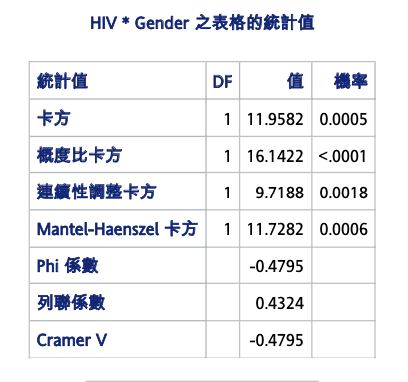 HIV * Gender 之表格的統計值
統計值 DF 值 機率
卡方 1 11.9582 0.0005
概度比卡方 1 16.1422 <.0001
連續性調整卡方 1 9.7188 0.0018
Mantel-Haenszel 卡方 1 11.7282 0.0006
Phi 係數 -0.4795
列聯係數 0.4324
Cramer V -0.4795